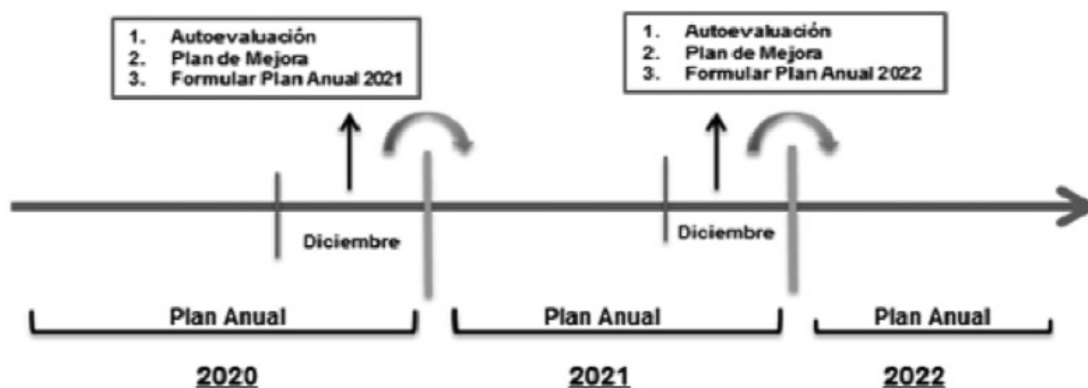 1. Autoevaluación
2. Plan de Mejora
3. Formular Plan Anual 2021
1. Autoevaluación
2. Plan de Mejora
3. Formular Plan Anual 2022
Diciembre
Diciembre
Plan Anual
Plan Anual
Plan Anual
2020
2021
2022